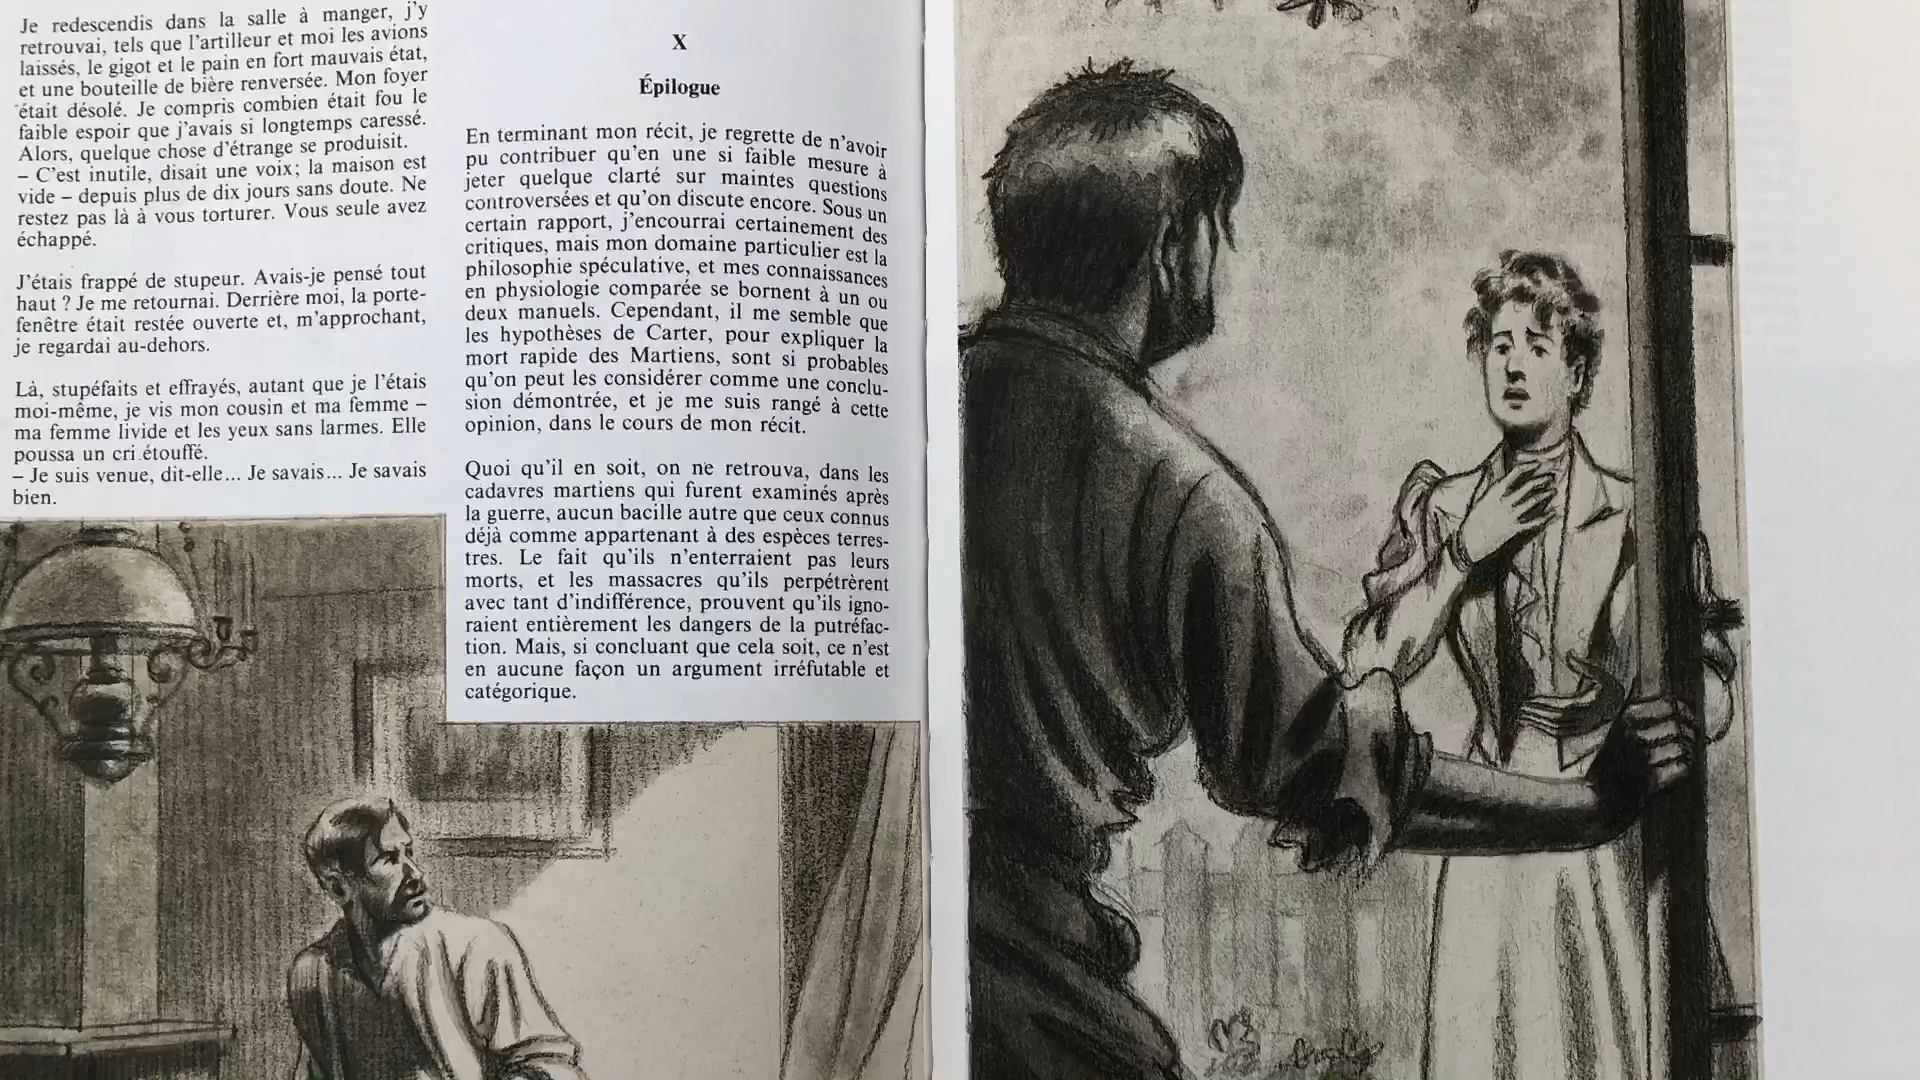 Je redescendis dans la salle à manger, j'y
retrouvai, tels que l'artilleur et moi les avions
laissés, le gigot et le pain en fort mauvais état,
et une bouteille de bière renversée. Mon foyer
était désolé. Je compris combien était fou le
faible espoir que j'avais si longtemps caressé.
Alors, quelque chose d'étrange se produisit.
– C'est inutile, disait une voix; la maison est
vide – depuis plus de dix jours sans doute. Ne
restez pas là à vous torturer. Vous seule avez
échappé.
J'étais frappé de stupeur. Avais-je pensé tout
haut ? Je me retournai. Derrière moi, la porte-
fenêtre était restée ouverte et, m'approchant,
je regardai au-dehors.
Là, stupéfaits et effrayés, autant que je l'étais
moi-même, je vis mon cousin et ma femme –
ma femme livide et les yeux sans larmes. Elle
poussa un cri étouffé.
– Je suis venue, dit-elle... Je savais... Je savais
bien.
X
Épilogue
En terminant mon récit, je regrette de n'avoir
pu contribuer qu'en une si faible mesure à
jeter quelque clarté sur maintes questions
controversées et qu'on discute encore. Sous un
certain rapport, j'encourrai certainement des
critiques, mais mon domaine particulier est la
philosophie spéculative, et mes connaissances
en physiologie comparée se bornent à un ou
deux manuels. Cependant, il me semble que
les hypothèses de Carter, pour expliquer la
mort rapide des Martiens, sont si probables
qu'on peut les considérer comme une conclu-
sion démontrée, et je me suis rangé à cette
opinion, dans le cours de mon récit.
Quoi qu'il en soit, on ne retrouva, dans les
cadavres martiens qui furent examinés après
la guerre, aucun bacille autre que ceux connus
déjà comme appartenant à des espèces terres-
tres. Le fait qu'ils n'enterraient pas leurs
morts, et les massacres qu'ils perpétrèrent
avec tant d'indifférence, prouvent qu'ils igno-
raient entièrement les dangers de la putréfac-
tion. Mais, si concluant que cela soit, ce n'est
en aucune façon un argument irréfutable et
catégorique.